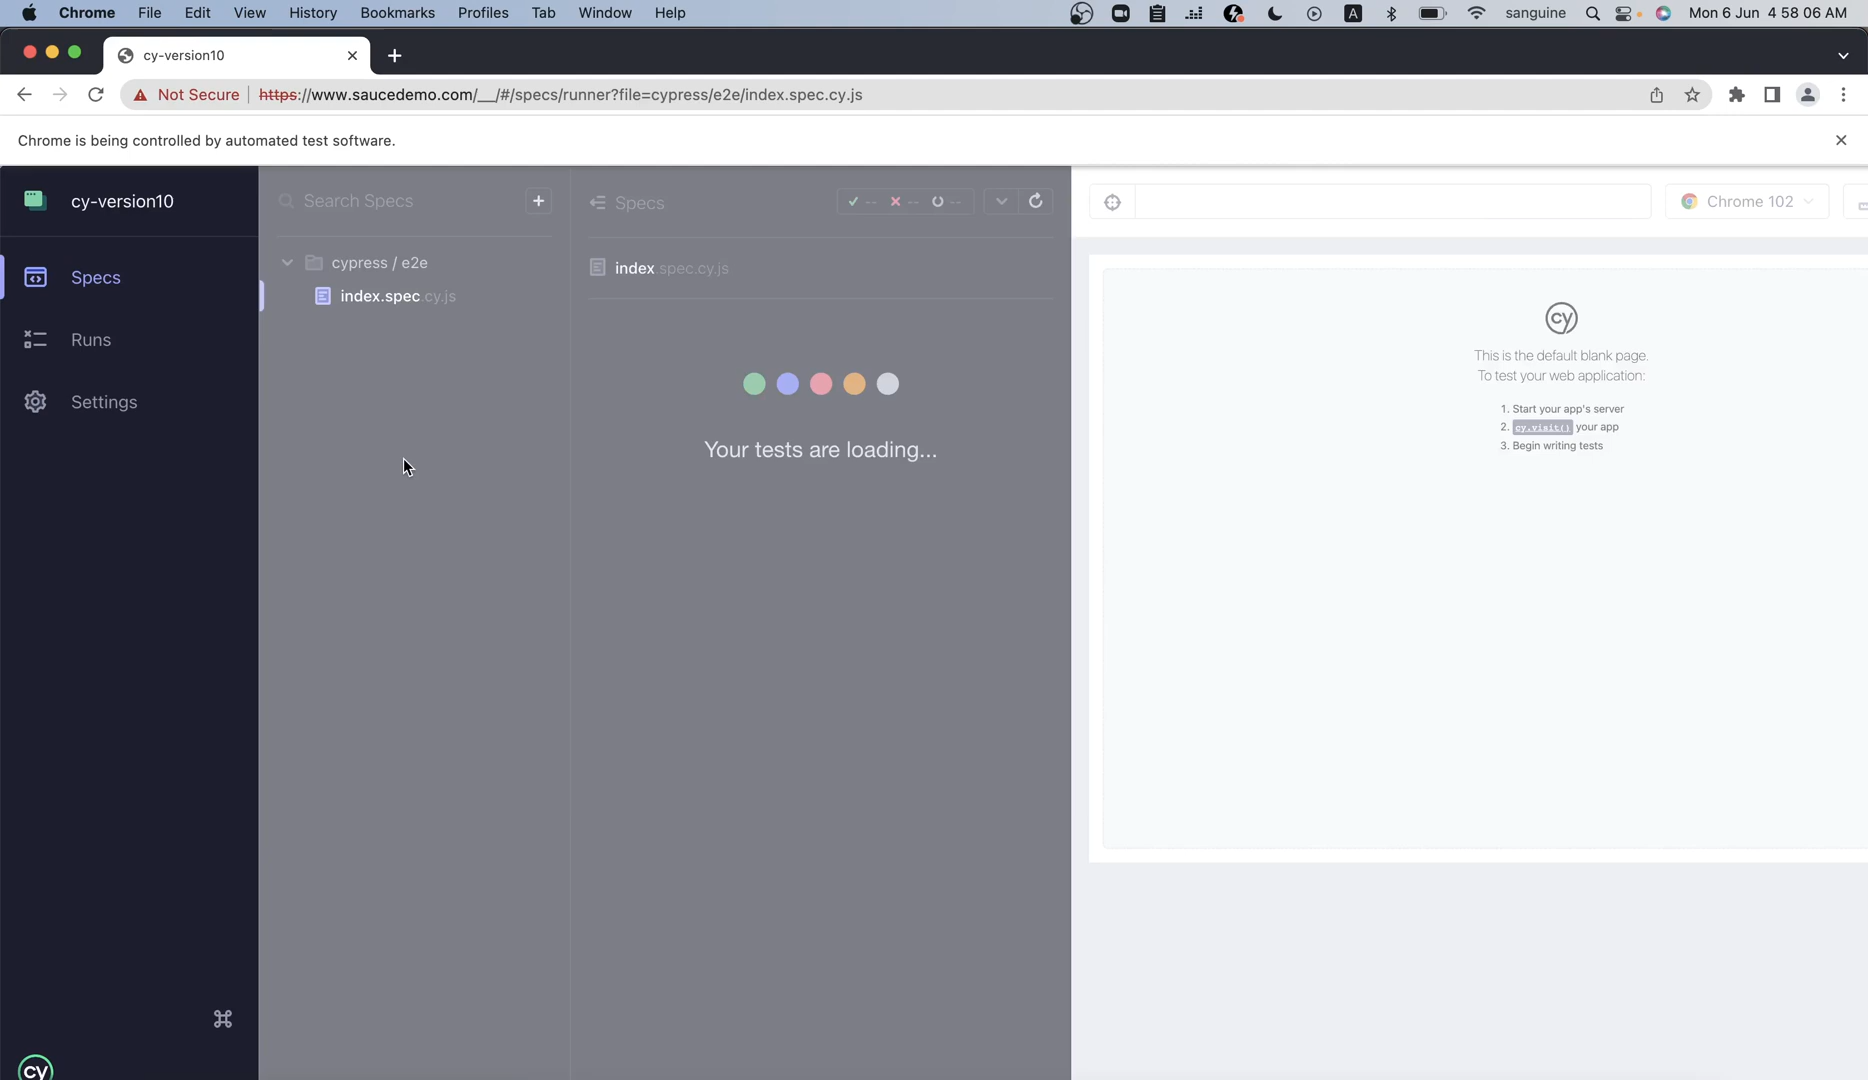 Chrome File Edit View History Bookmarks Profiles Tab Window Help A sanguine Mon 6 Jun 4 58 06 AM
cy-version10
Not Secure https://www.saucedemo.com/__/#/specs/runner?file=cypress/e2e/index.spec.cy.js
Chrome is being controlled by automated test software.
cy-version10
Specs
Runs
Settings
cy
Search Specs
cypress / e2e
index.spec.cy.js
Specs -- -- --
index spec.cy.js
Your tests are loading...
Chrome 102
cy
This is the default blank page.
To test your web application:
1. Start your app's server
2. cy.visit() your app
3. Begin writing tests